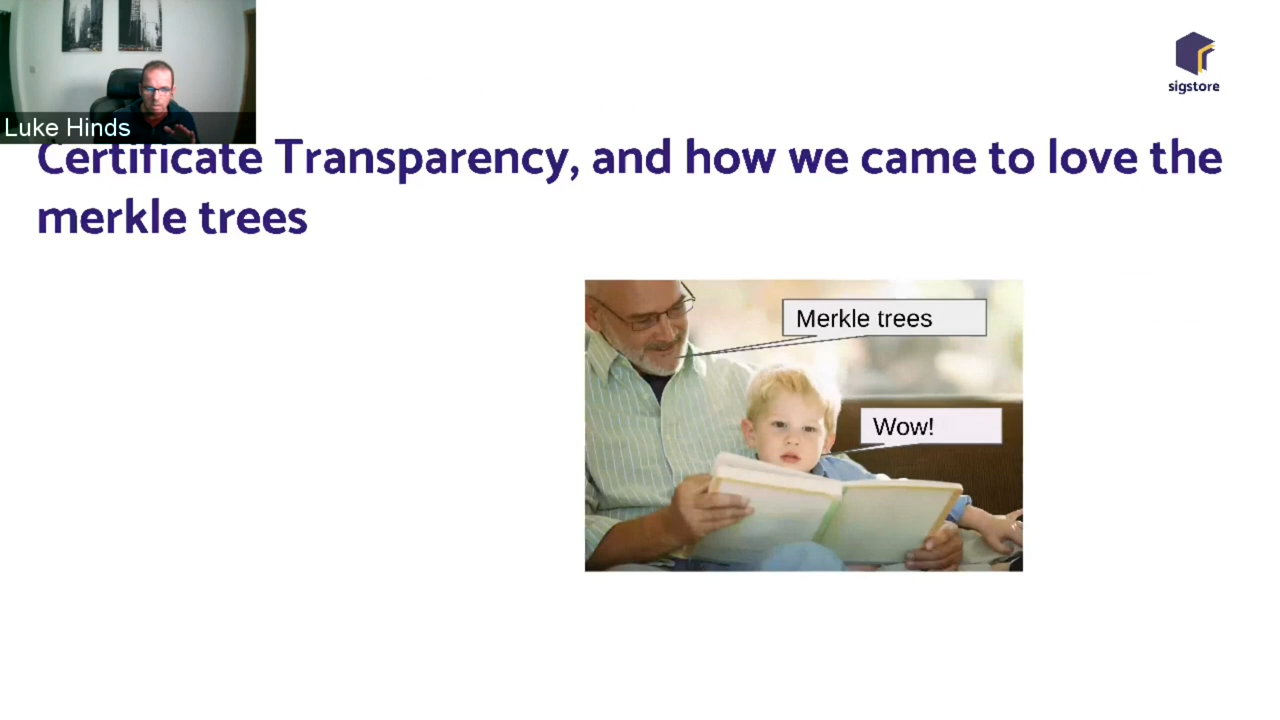 Luke Hinds
sigstore
Certificate Transparency, and how we came to love the
merkle trees
Merkle trees
Wow!